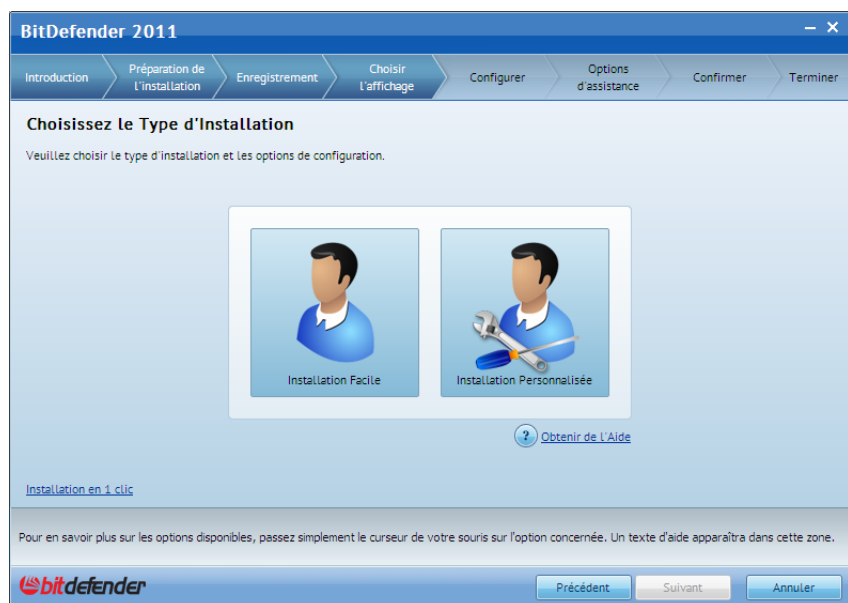 BitDefender 2011
Introduction
Préparation de
l'installation
Enregistrement
Choisir
l'affichage
Configurer
Options
d'assistance
Confirmer
Terminer
Choisissez le Type d'Installation
Veuillez choisir le type d'installation et les options de configuration.
Installation Facile
Installation Personnalisée
? Obtenir de l'Aide
Installation en 1 clic
Pour en savoir plus sur les options disponibles, passez simplement le curseur de votre souris sur l'option concernée. Un texte d'aide apparaîtra dans cette zone.
bitdefender
Précédent
Suivant
Annuler